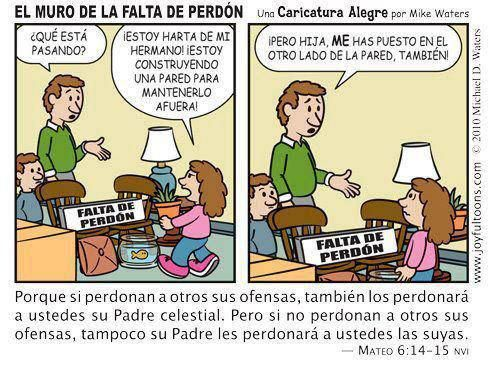 EL MURO DE LA FALTA DE PERDÓN Una Caricatura Alegre por Mike Waters
¿QUÉ ESTÁ
PASANDO?
¡ESTOY HARTA DE MI
HERMANO! ¡ESTOY
CONSTRUYENDO
UNA PARED PARA
MANTENERLO
AFUERA!
FALTA DE
PERDÓN
¡PERO HIJA, ME HAS PUESTO EN EL
OTRO LADO DE LA PARED, TAMBIÉN!
FALTA DE
PERDÓN
www.joyfultoons.com © 2010 Michael D. Waters
Porque si perdonan a otros sus ofensas, también los perdonará
a ustedes su Padre celestial. Pero si no perdonan a otros sus
ofensas, tampoco su Padre les perdonará a ustedes las suyas.
— MATEO 6:14–15 NVI